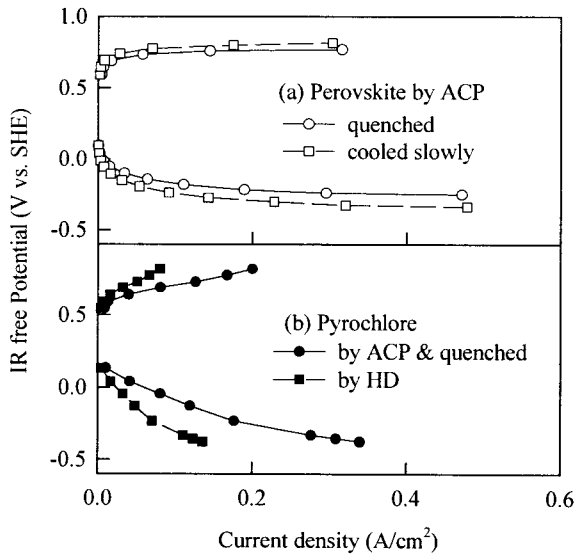 IR free Potential (V vs. SHE)
1.0
0.5
0.0
-0.5
(a) Perovskite by ACP
quenched
cooled slowly
1.0
0.5
0.0
-0.5
(b) Pyrochlore
by ACP & quenched
by HD
0.0 0.2 0.4 0.6
Current density (A/cm²)